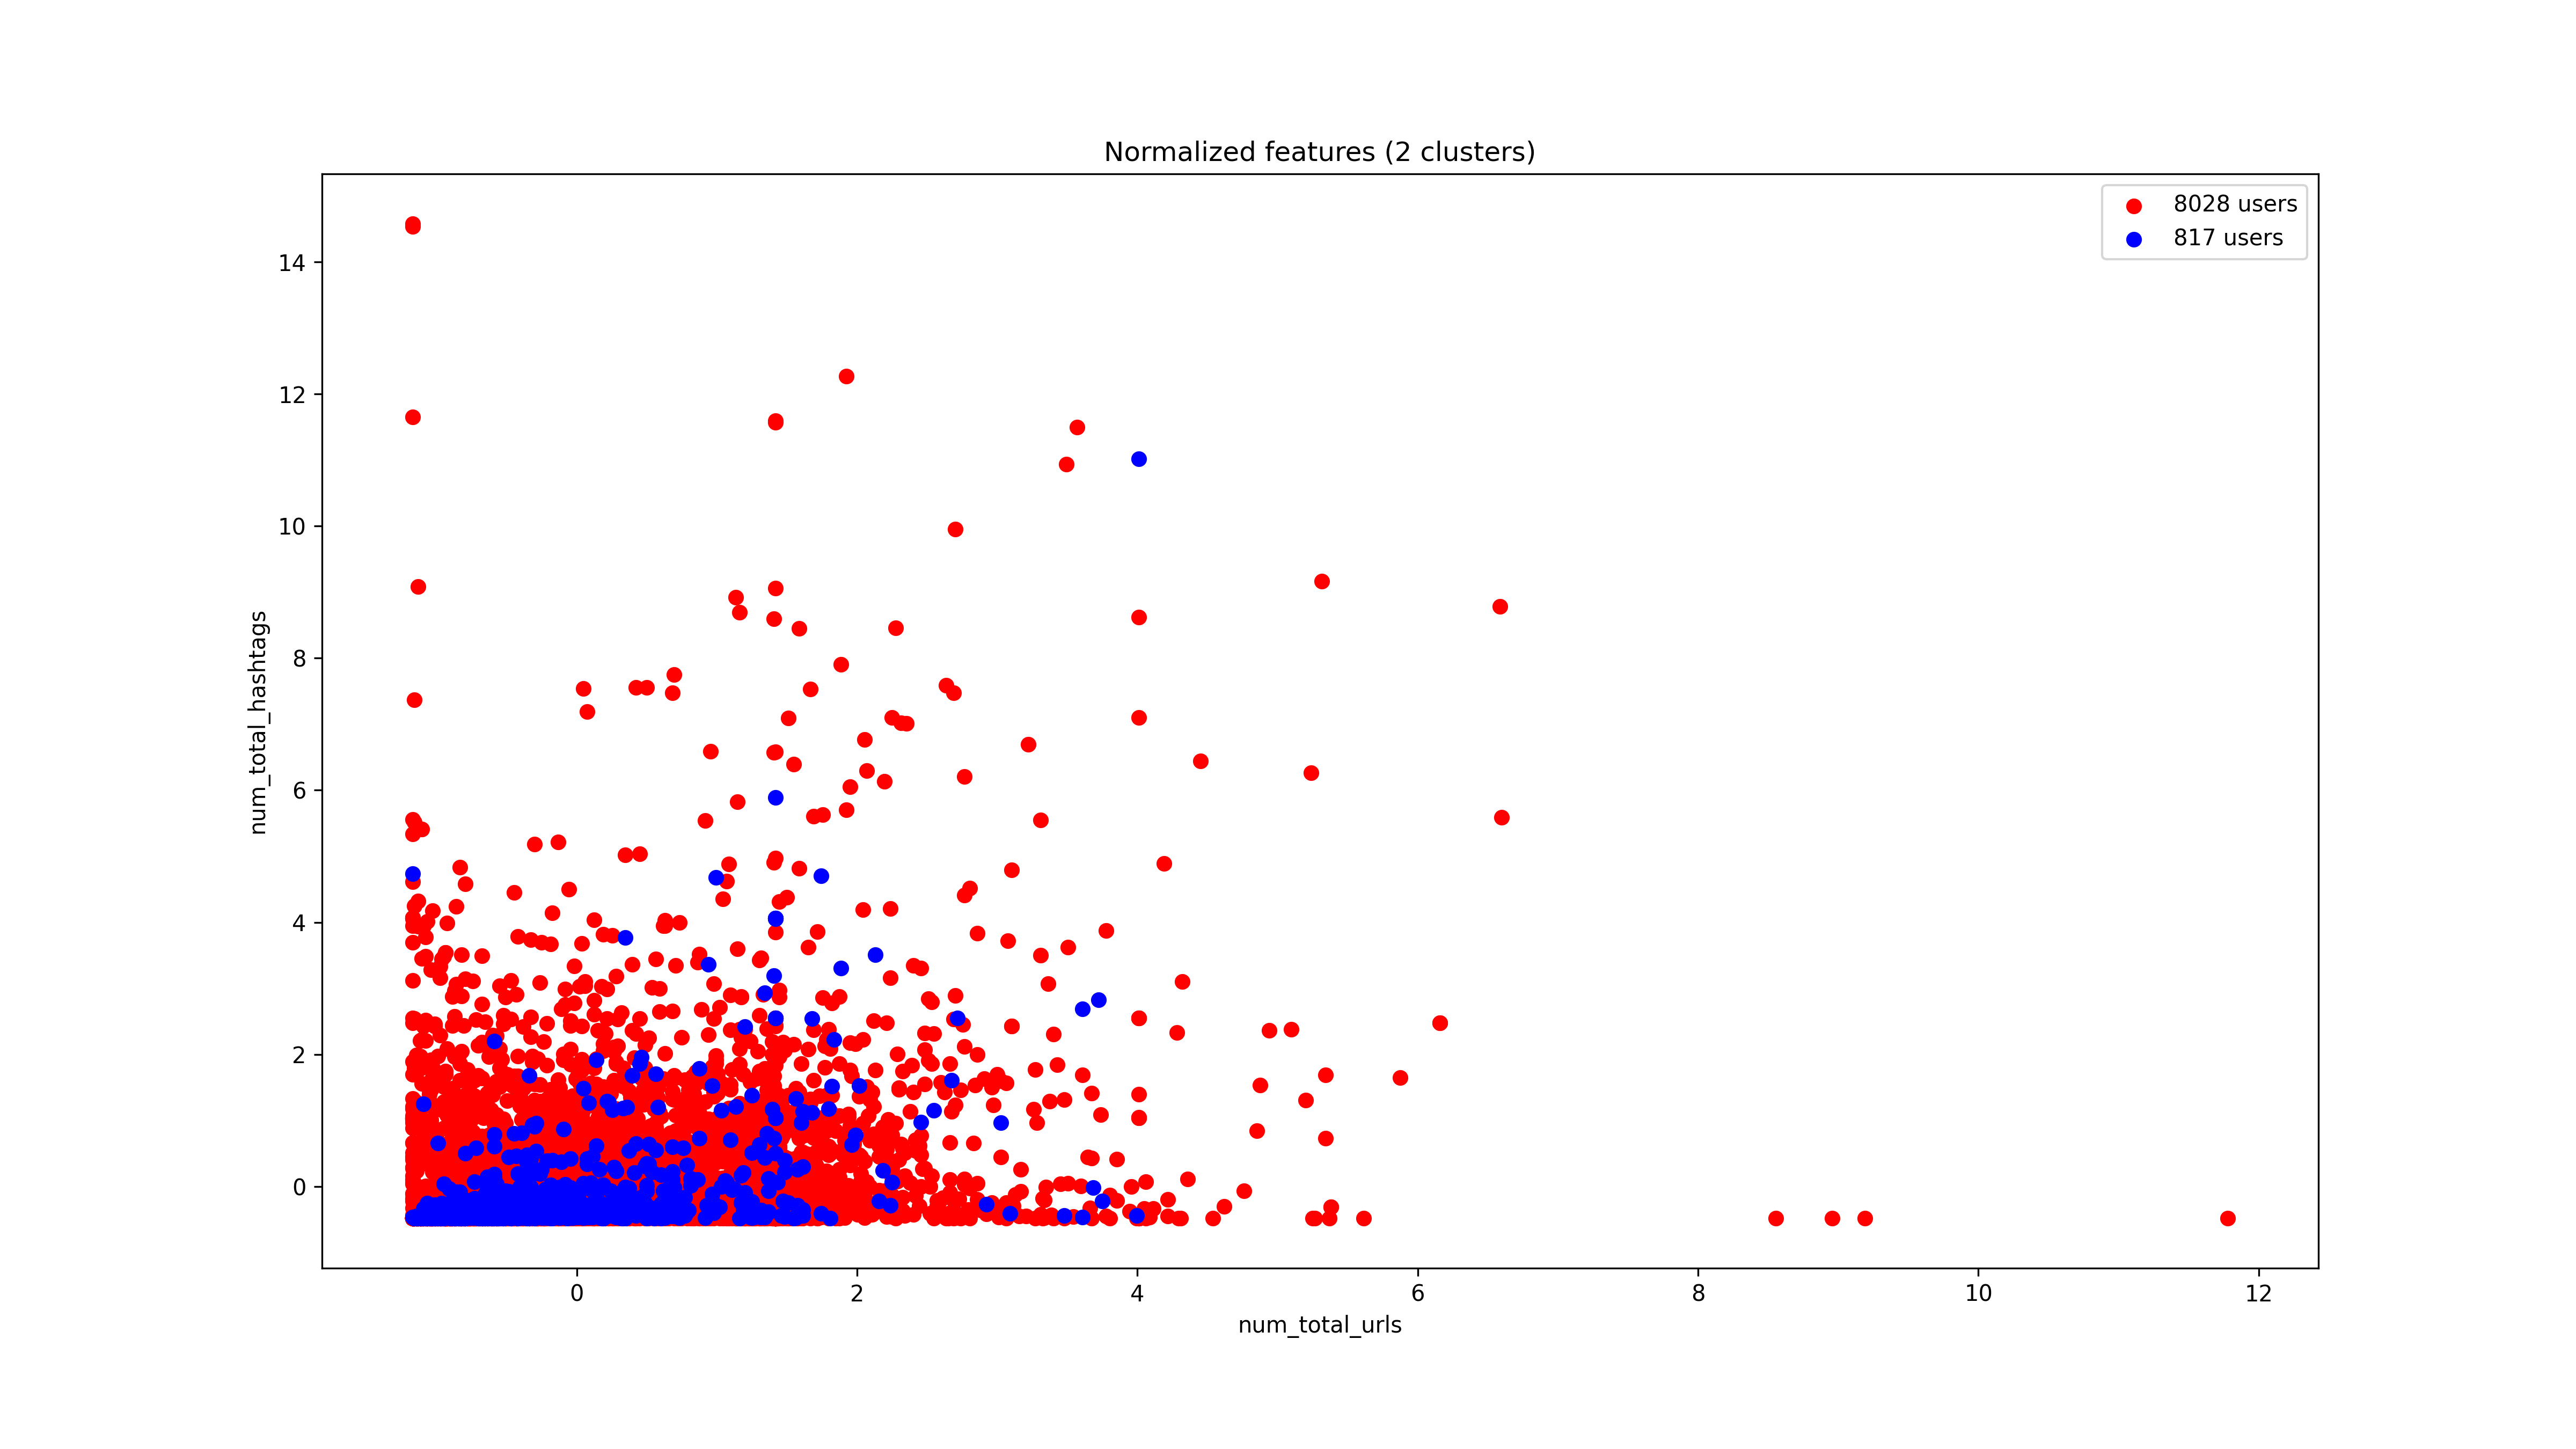 Normalized features (2 clusters)
8028 users
817 users
14
12
10
8
6
4
2
0
num_total_hashtags
0 2 4 6 8 10 12
num_total_urls